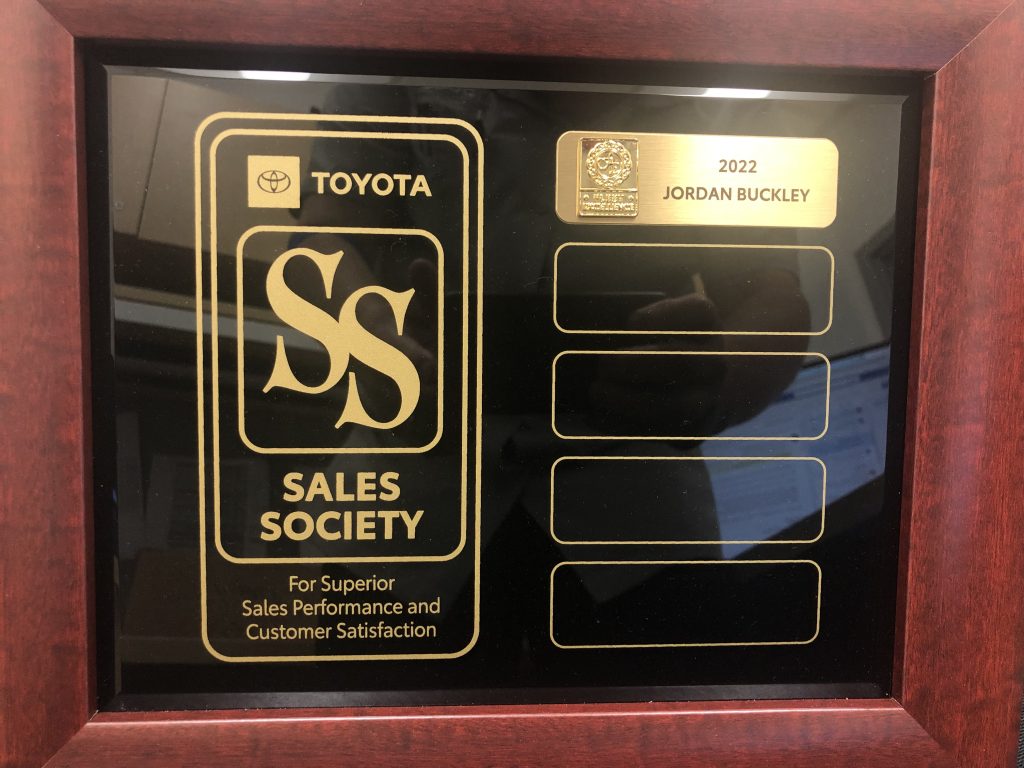 TOYOTA
SS
SALES
SOCIETY
For Superior
Sales Performance and
Customer Satisfaction
2022
JORDAN BUCKLEY